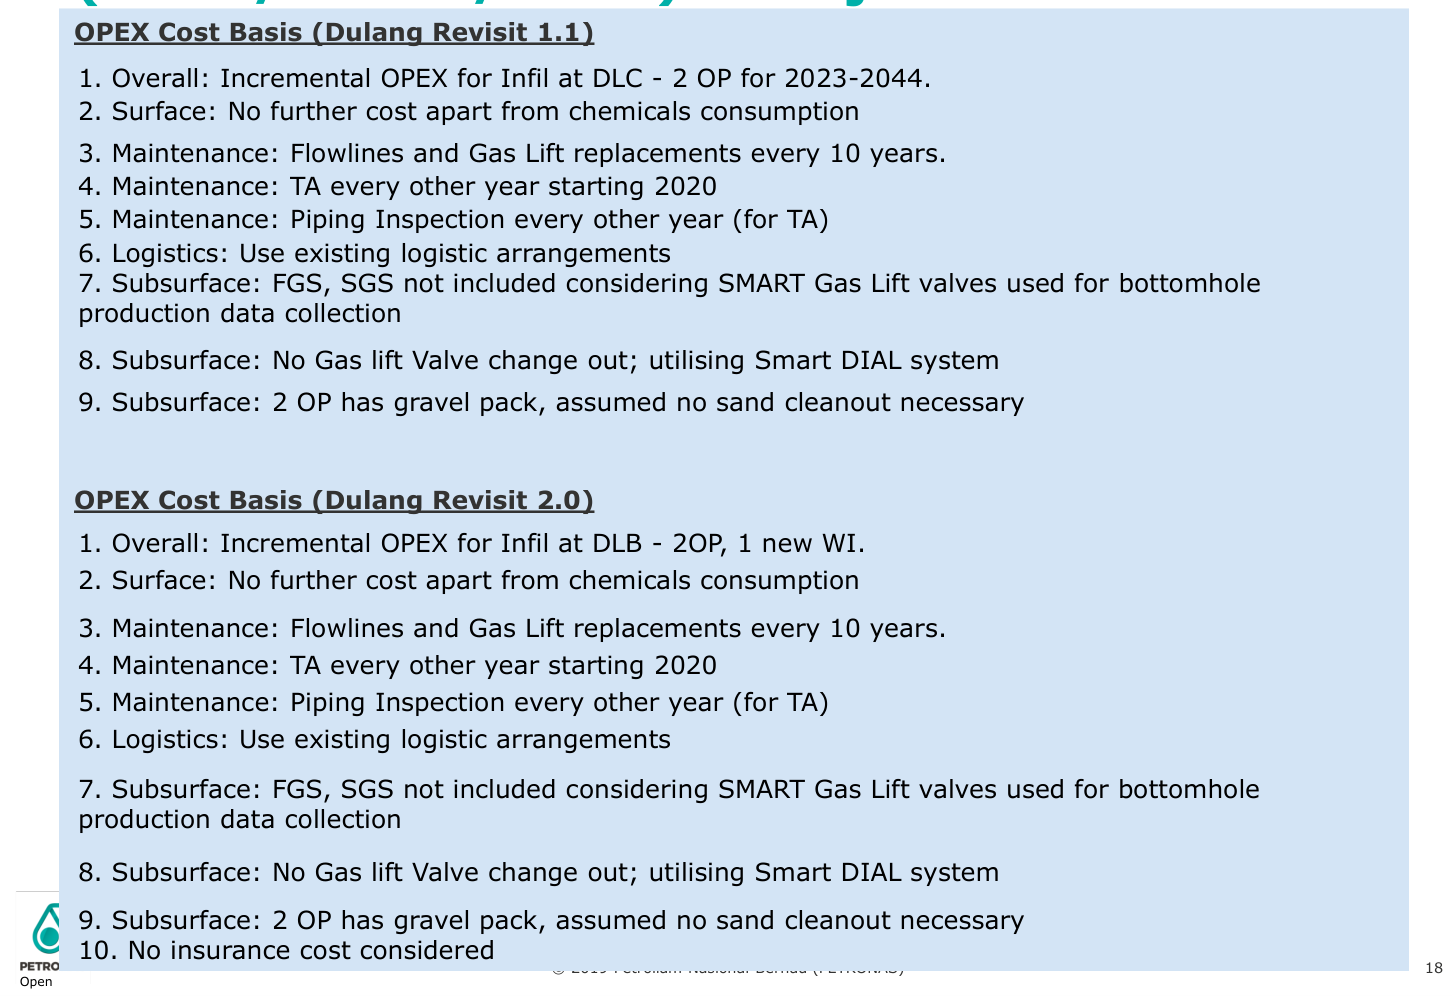 OPEX Cost Basis (Dulang Revisit 1.1)
1. Overall: Incremental OPEX for Infil at DLC - 2 OP for 2023-2044.
2. Surface: No further cost apart from chemicals consumption
3. Maintenance: Flowlines and Gas Lift replacements every 10 years.
4. Maintenance: TA every other year starting 2020
5. Maintenance: Piping Inspection every other year (for TA)
6. Logistics: Use existing logistic arrangements
7. Subsurface: FGS, SGS not included considering SMART Gas Lift valves used for bottomhole
production data collection
8. Subsurface: No Gas lift Valve change out; utilising Smart DIAL system
9. Subsurface: 2 OP has gravel pack, assumed no sand cleanout necessary
OPEX Cost Basis (Dulang Revisit 2.0)
1. Overall: Incremental OPEX for Infil at DLB - 2OP, 1 new WI.
2. Surface: No further cost apart from chemicals consumption
3. Maintenance: Flowlines and Gas Lift replacements every 10 years.
4. Maintenance: TA every other year starting 2020
5. Maintenance: Piping Inspection every other year (for TA)
6. Logistics: Use existing logistic arrangements
7. Subsurface: FGS, SGS not included considering SMART Gas Lift valves used for bottomhole
production data collection
8. Subsurface: No Gas lift Valve change out; utilising Smart DIAL system
9. Subsurface: 2 OP has gravel pack, assumed no sand cleanout necessary
10. No insurance cost considered
PETRO
Open
© 2019 Petroliam Nasional Berhad (PETRONAS)
18